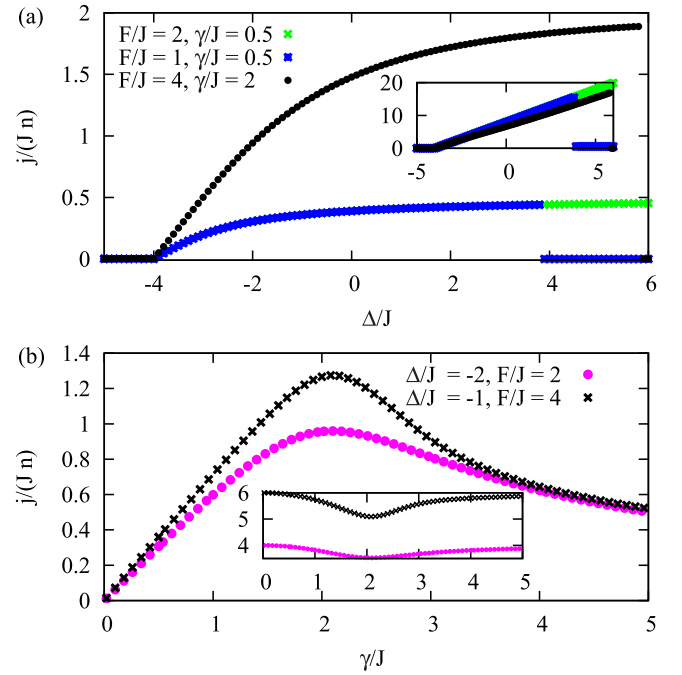 (a)
2
F/J = 2, γ/J = 0.5
F/J = 1, γ/J = 0.5
F/J = 4, γ/J = 2
1.5
1
0.5
0
j/(J n)
20
10
0
-5 0 5
-4 -2 0 2 4 6
Δ/J
(b)
1.4
1.2
1
0.8
0.6
0.4
0.2
0
j/(J n)
Δ/J = -2, F/J = 2
Δ/J = -1, F/J = 4
6
5
4
0 1 2 3 4 5
0 1 2 3 4 5
γ/J